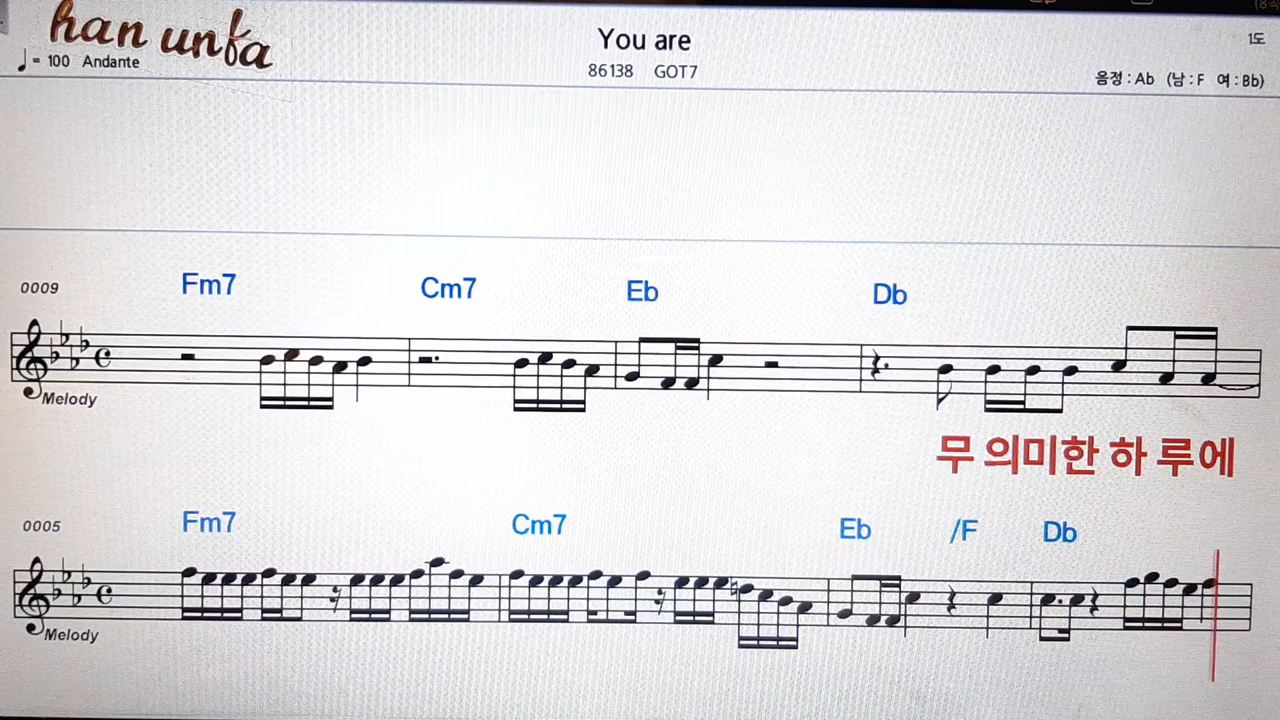 han unfa
You are
1도
♩ = 100 Andante
86138 GOT7
음정 : Ab (남 : F 여 : Bb)
0009
Fm7 Cm7 Eb Db
Melody
무 의미한 하 루에
0005
Fm7 Cm7 Eb /F Db
Melody